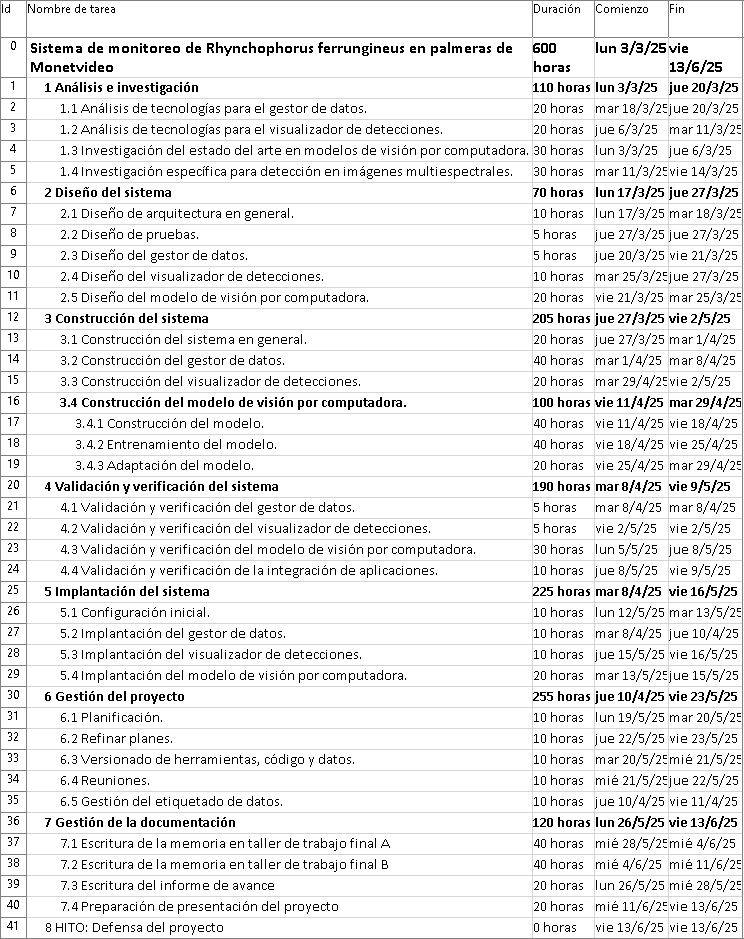 Id Nombre de tarea Duración Comienzo Fin
0 Sistema de monitoreo de Rhynchophorus ferrungineus en palmeras de 600 lun 3/3/25 vie
Monetvideo horas 13/6/25
1 1 Análisis e investigación 110 horas lun 3/3/25 jue 20/3/25
2 1.1 Análisis de tecnologías para el gestor de datos. 20 horas mar 18/3/25 jue 20/3/25
3 1.2 Análisis de tecnologías para el visualizador de detecciones. 20 horas jue 6/3/25 mar 11/3/25
4 1.3 Investigación del estado del arte en modelos de visión por computadora. 30 horas lun 3/3/25 jue 6/3/25
5 1.4 Investigación específica para detección en imágenes multiespectrales. 30 horas mar 11/3/25 vie 14/3/25
6 2 Diseño del sistema 70 horas lun 17/3/25 jue 27/3/25
7 2.1 Diseño de arquitectura en general. 10 horas lun 17/3/25 mar 18/3/25
8 2.2 Diseño de pruebas. 5 horas jue 27/3/25 jue 27/3/25
9 2.3 Diseño del gestor de datos. 5 horas jue 20/3/25 vie 21/3/25
10 2.4 Diseño del visualizador de detecciones. 10 horas mar 25/3/25 jue 27/3/25
11 2.5 Diseño del modelo de visión por computadora. 20 horas vie 21/3/25 mar 25/3/25
12 3 Construcción del sistema 205 horas jue 27/3/25 vie 2/5/25
13 3.1 Construcción del sistema en general. 20 horas jue 27/3/25 mar 1/4/25
14 3.2 Construcción del gestor de datos. 40 horas mar 1/4/25 mar 8/4/25
15 3.3 Construcción del visualizador de detecciones. 20 horas mar 29/4/25 vie 2/5/25
16 3.4 Construcción del modelo de visión por computadora. 100 horas vie 11/4/25 mar 29/4/25
17 3.4.1 Construcción del modelo. 40 horas vie 11/4/25 vie 18/4/25
18 3.4.2 Entrenamiento del modelo. 40 horas vie 18/4/25 vie 25/4/25
19 3.4.3 Adaptación del modelo. 20 horas vie 25/4/25 mar 29/4/25
20 4 Validación y verificación del sistema 190 horas mar 8/4/25 vie 9/5/25
21 4.1 Validación y verificación del gestor de datos. 5 horas mar 8/4/25 mar 8/4/25
22 4.2 Validación y verificación del visualizador de detecciones. 5 horas vie 2/5/25 vie 2/5/25
23 4.3 Validación y verificación del modelo de visión por computadora. 30 horas lun 5/5/25 jue 8/5/25
24 4.4 Validación y verificación de la integración de aplicaciones. 10 horas jue 8/5/25 vie 9/5/25
25 5 Implantación del sistema 225 horas mar 8/4/25 vie 16/5/25
26 5.1 Configuración inicial. 10 horas lun 12/5/25 mar 13/5/25
27 5.2 Implantación del gestor de datos. 10 horas mar 8/4/25 jue 10/4/25
28 5.3 Implantación del visualizador de detecciones. 10 horas jue 15/5/25 vie 16/5/25
29 5.4 Implantación del modelo de visión por computadora. 20 horas mar 13/5/25 jue 15/5/25
30 6 Gestión del proyecto 255 horas jue 10/4/25 vie 23/5/25
31 6.1 Planificación. 10 horas lun 19/5/25 mar 20/5/25
32 6.2 Refinar planes. 10 horas jue 22/5/25 vie 23/5/25
33 6.3 Versionado de herramientas, código y datos. 10 horas mar 20/5/25 mié 21/5/25
34 6.4 Reuniones. 10 horas mié 21/5/25 jue 22/5/25
35 6.5 Gestión del etiquetado de datos. 10 horas jue 10/4/25 vie 11/4/25
36 7 Gestión de la documentación 120 horas lun 26/5/25 vie 13/6/25
37 7.1 Escritura de la memoria en taller de trabajo final A 40 horas mié 28/5/25 mié 4/6/25
38 7.2 Escritura de la memoria en taller de trabajo final B 40 horas mié 4/6/25 mié 11/6/25
39 7.3 Escritura del informe de avance 20 horas lun 26/5/25 mié 28/5/25
40 7.4 Preparación de presentación del proyecto 20 horas mié 11/6/25 vie 13/6/25
41 8 HITO: Defensa del proyecto 0 horas vie 13/6/25 vie 13/6/25